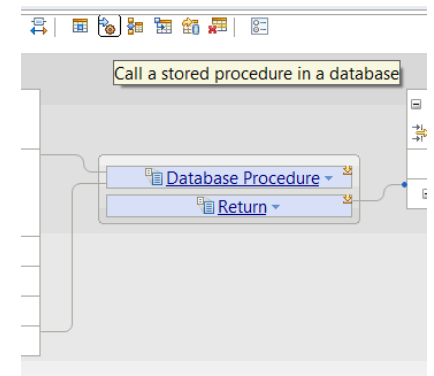 Call a stored procedure in a database
Database Procedure
Return